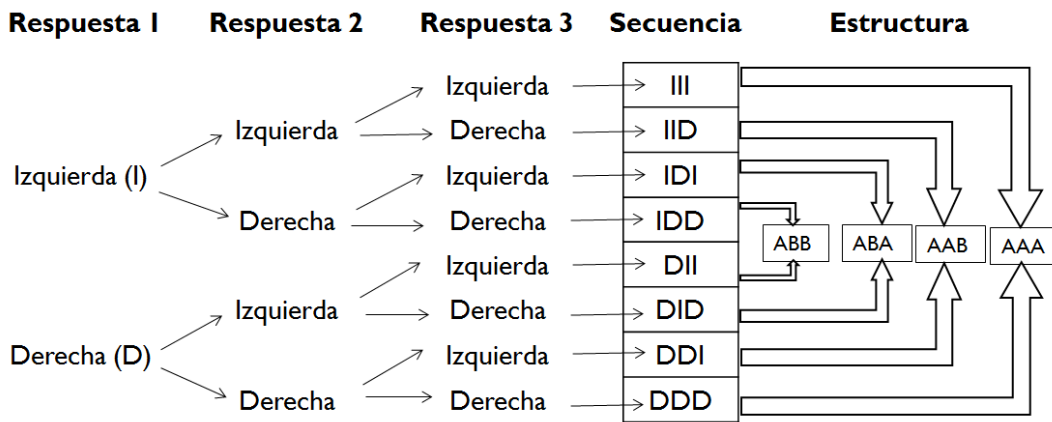 Respuesta 1 Respuesta 2 Respuesta 3 Secuencia Estructura
Izquierda III
Izquierda Derecha IID
Izquierda (I) Izquierda IDI
Derecha Derecha IDD
ABB ABA AAB AAA
Izquierda DII
Izquierda Derecha DID
Derecha (D) Izquierda DDI
Derecha Derecha DDD